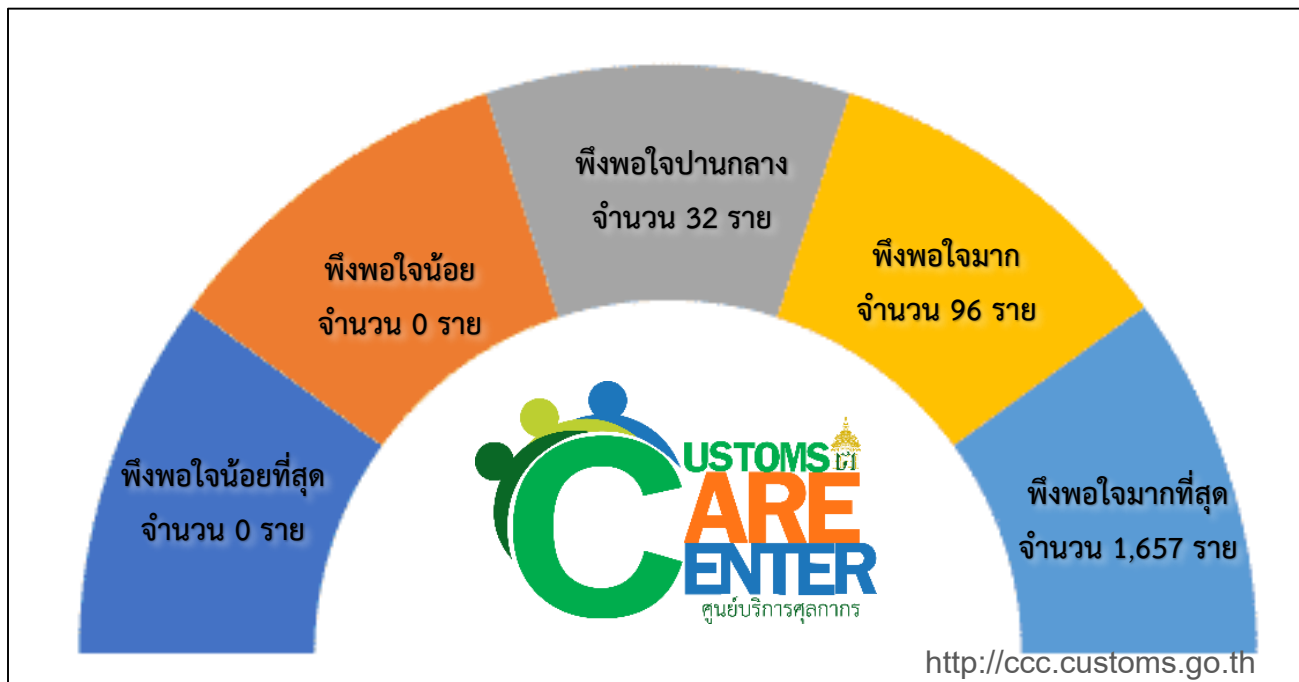 พึงพอใจปานกลาง
จำนวน 32 ราย
พึงพอใจน้อย
จำนวน 0 ราย
พึงพอใจมาก
จำนวน 96 ราย
พึงพอใจน้อยที่สุด
จำนวน 0 ราย
พึงพอใจมากที่สุด
จำนวน 1,657 ราย
CUSTOMS
CARE
CENTER
ศูนย์บริการศุลกากร
http://ccc.customs.go.th